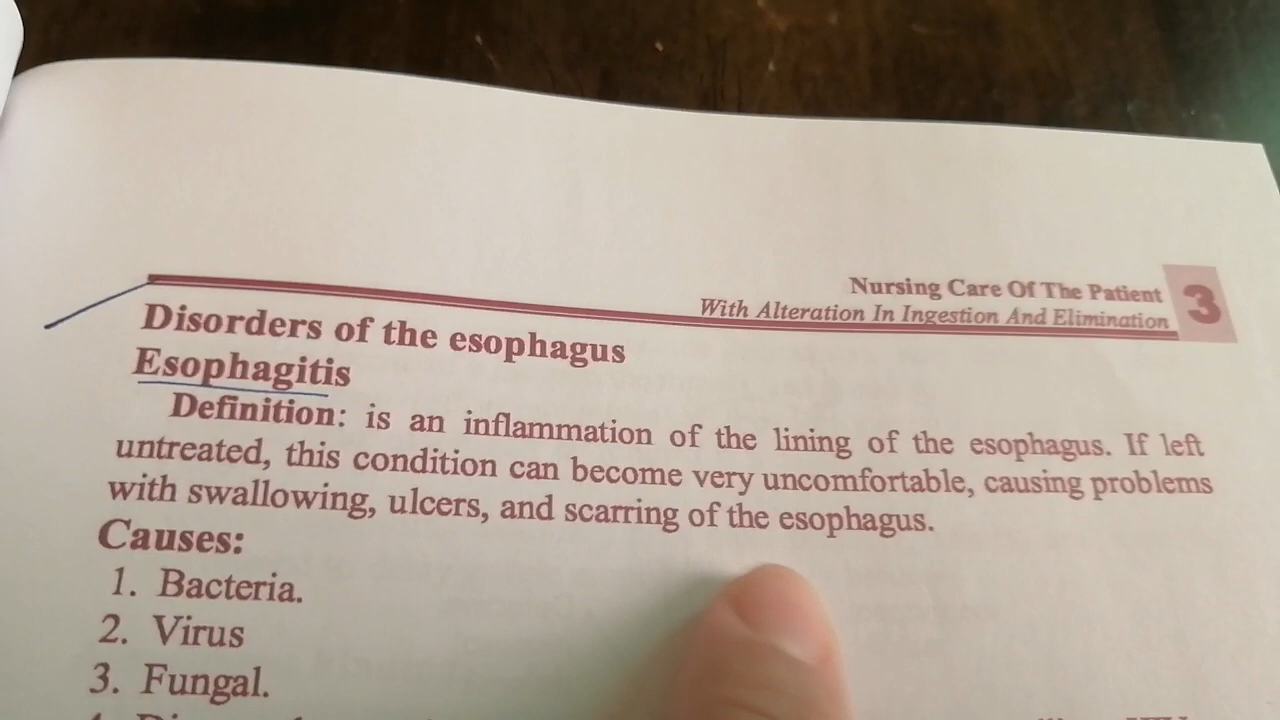 Nursing Care Of The Patient
With Alteration In Ingestion And Elimination
3
Disorders of the esophagus
Esophagitis
Definition: is an inflammation of the lining of the esophagus. If left
untreated, this condition can become very uncomfortable, causing problems
with swallowing, ulcers, and scarring of the esophagus.
Causes:
1. Bacteria.
2. Virus
3. Fungal.